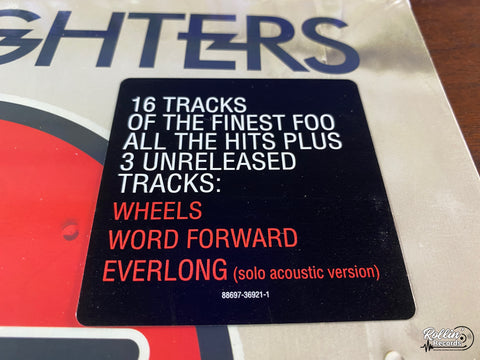 GHTERS
16 TRACKS
OF THE FINEST FOO
ALL THE HITS PLUS
3 UNRELEASED
TRACKS:
WHEELS
WORD FORWARD
EVERLONG (solo acoustic version)
88697-36921-1
Rollin'
Records